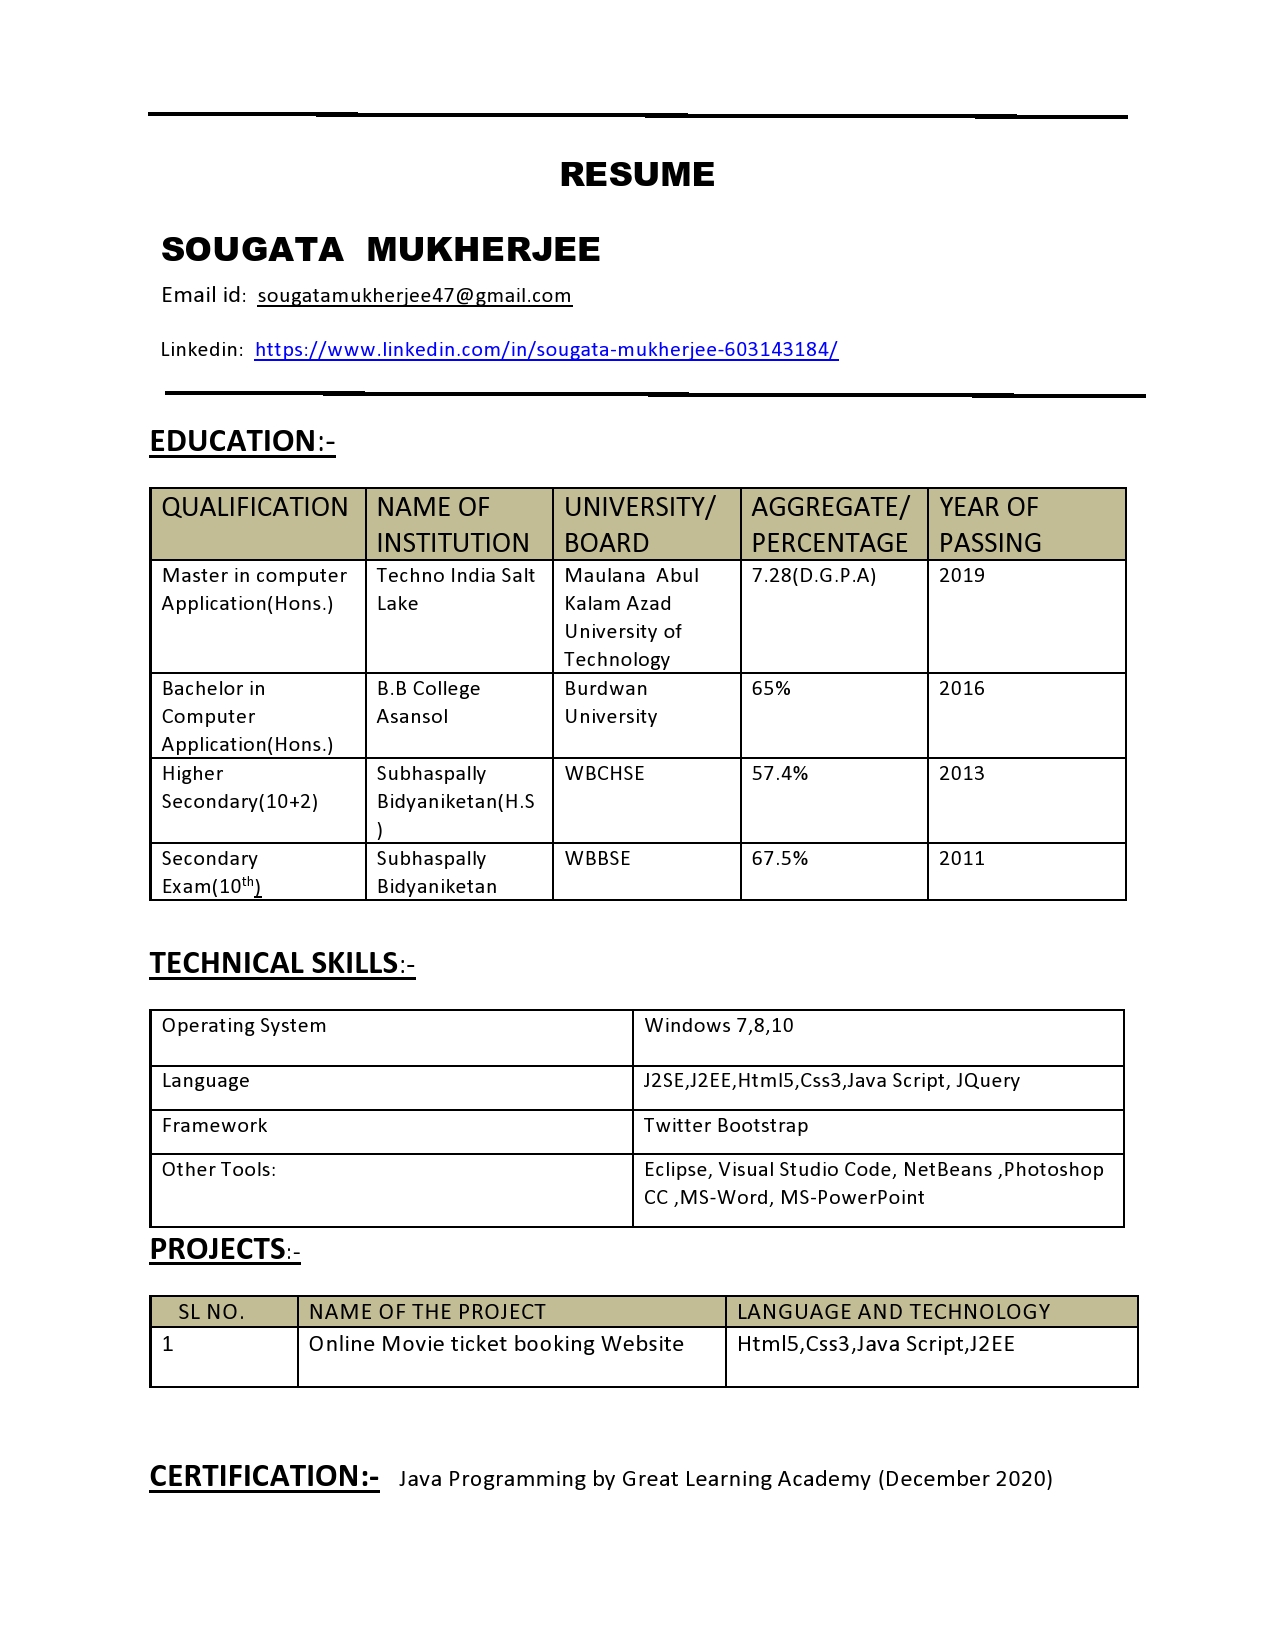 RESUME
SOUGATA MUKHERJEE
Email id: sougatamukherjee47@gmail.com
Linkedin: https://www.linkedin.com/in/sougata-mukherjee-603143184/
EDUCATION:-
QUALIFICATION NAME OF INSTITUTION UNIVERSITY/ BOARD AGGREGATE/ PERCENTAGE YEAR OF PASSING
Master in computer Application(Hons.) Techno India Salt Lake Maulana Abul Kalam Azad University of Technology 7.28(D.G.P.A) 2019
Bachelor in Computer Application(Hons.) B.B College Asansol Burdwan University 65% 2016
Higher Secondary(10+2) Subhaspally Bidyaniketan(H.S) WBCHSE 57.4% 2013
Secondary Exam(10th) Subhaspally Bidyaniketan WBBSE 67.5% 2011
TECHNICAL SKILLS:-
Operating System Windows 7,8,10
Language J2SE,J2EE,Html5,Css3,Java Script, JQuery
Framework Twitter Bootstrap
Other Tools: Eclipse, Visual Studio Code, NetBeans ,Photoshop
CC ,MS-Word, MS-PowerPoint
PROJECTS:-
SL NO. NAME OF THE PROJECT LANGUAGE AND TECHNOLOGY
1 Online Movie ticket booking Website Html5,Css3,Java Script,J2EE
CERTIFICATION:- Java Programming by Great Learning Academy (December 2020)